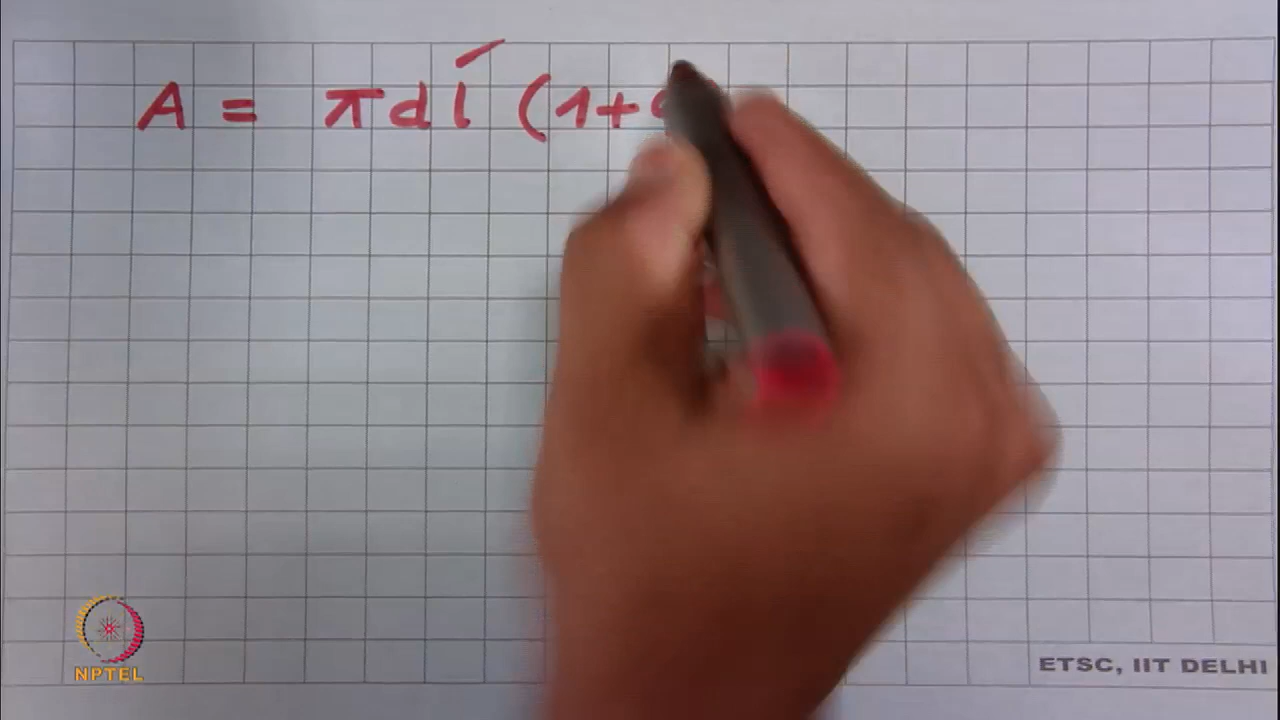 A = πdl´ (1+
NPTEL
ETSC, IIT DELHI